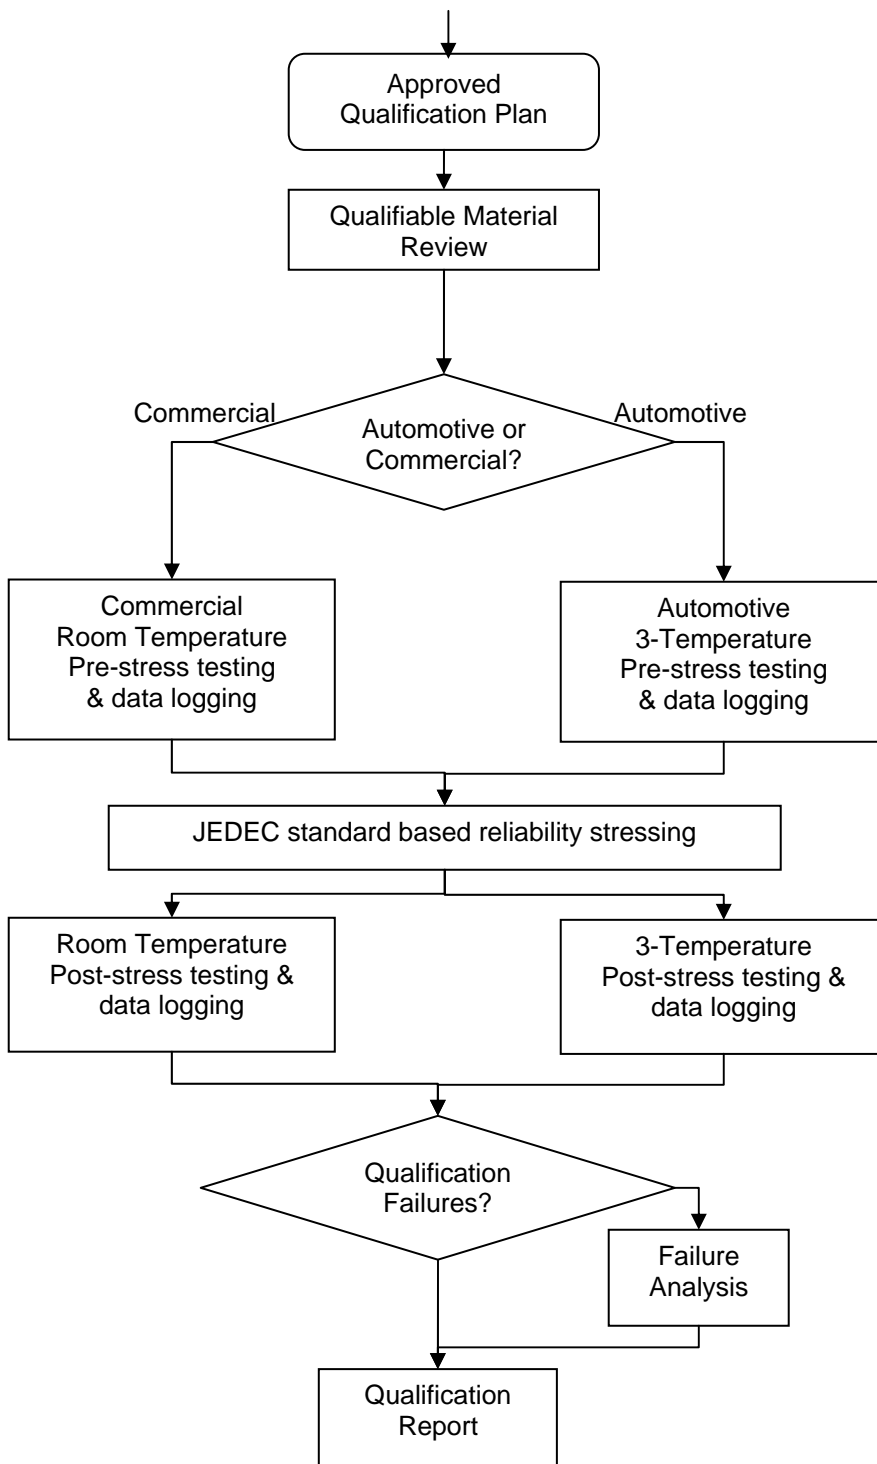 Approved
Qualification Plan
Qualifiable Material
Review
Commercial
Automotive
Automotive or
Commercial?
Commercial
Room Temperature
Pre-stress testing
& data logging
Automotive
3-Temperature
Pre-stress testing
& data logging
JEDEC standard based reliability stressing
Room Temperature
Post-stress testing &
data logging
3-Temperature
Post-stress testing &
data logging
Qualification
Failures?
Failure
Analysis
Qualification
Report